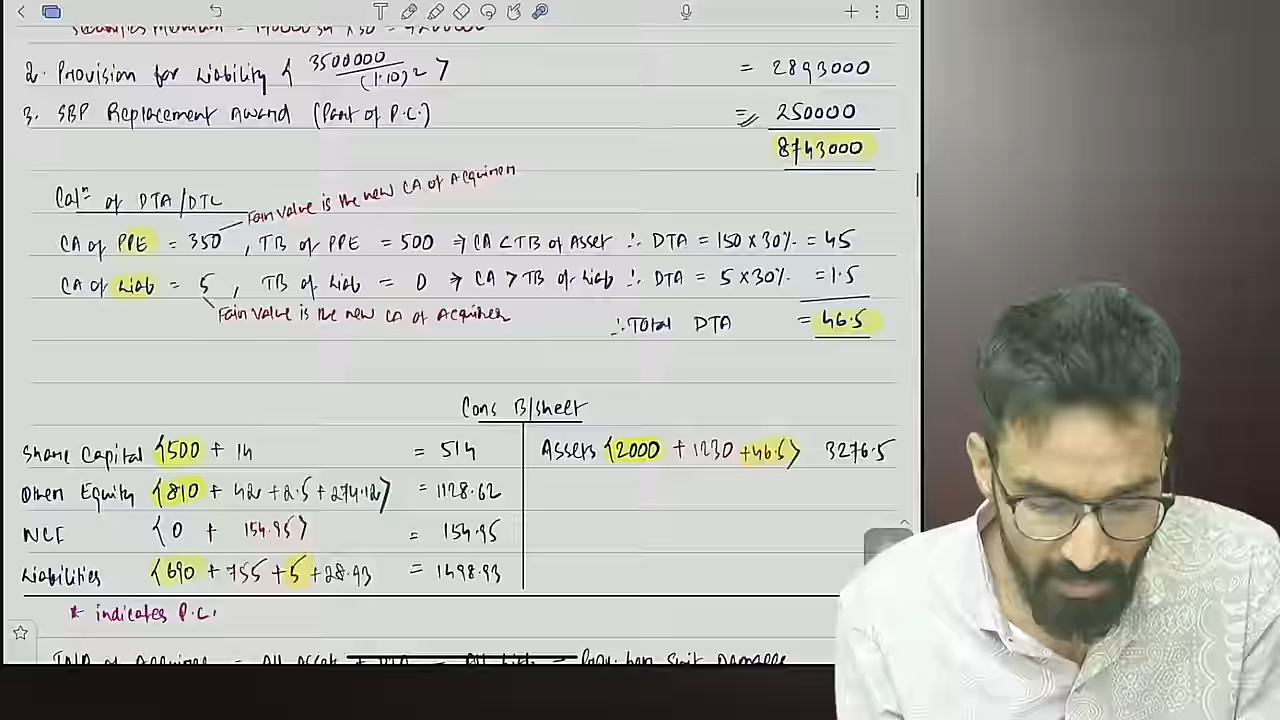 2. Provision for Liability { 3500000 / (1.10)2 } = 2893000
3. SBP Replacement Award (Part of P.C.) = 250000
8743000
Caln of DTA/DTL
Fair Value is the new CA of Acquirer
CA of PPE = 350 , TB of PPE = 500 ⇒ CA < TB of Asset ∴ DTA = 150 x 30% = 45
CA of Liab = 5 , TB of Liab = 0 ⇒ CA > TB of Liab ∴ DTA = 5 x 30% = 1.5
Fair Value is the new CA of Acquirer
∴ Total DTA = 46.5
Cons B/sheet
Share Capital {500 + 14 = 514 Assets {2000 + 1230 + 46.5} 3276.5
Other Equity {810 + 42 + 2.5 + 274.12} = 1128.62
NCI {0 + 154.95} = 154.95
Liabilities {690 + 755 + 5 + 28.93 = 1498.93
* indicates P.C.